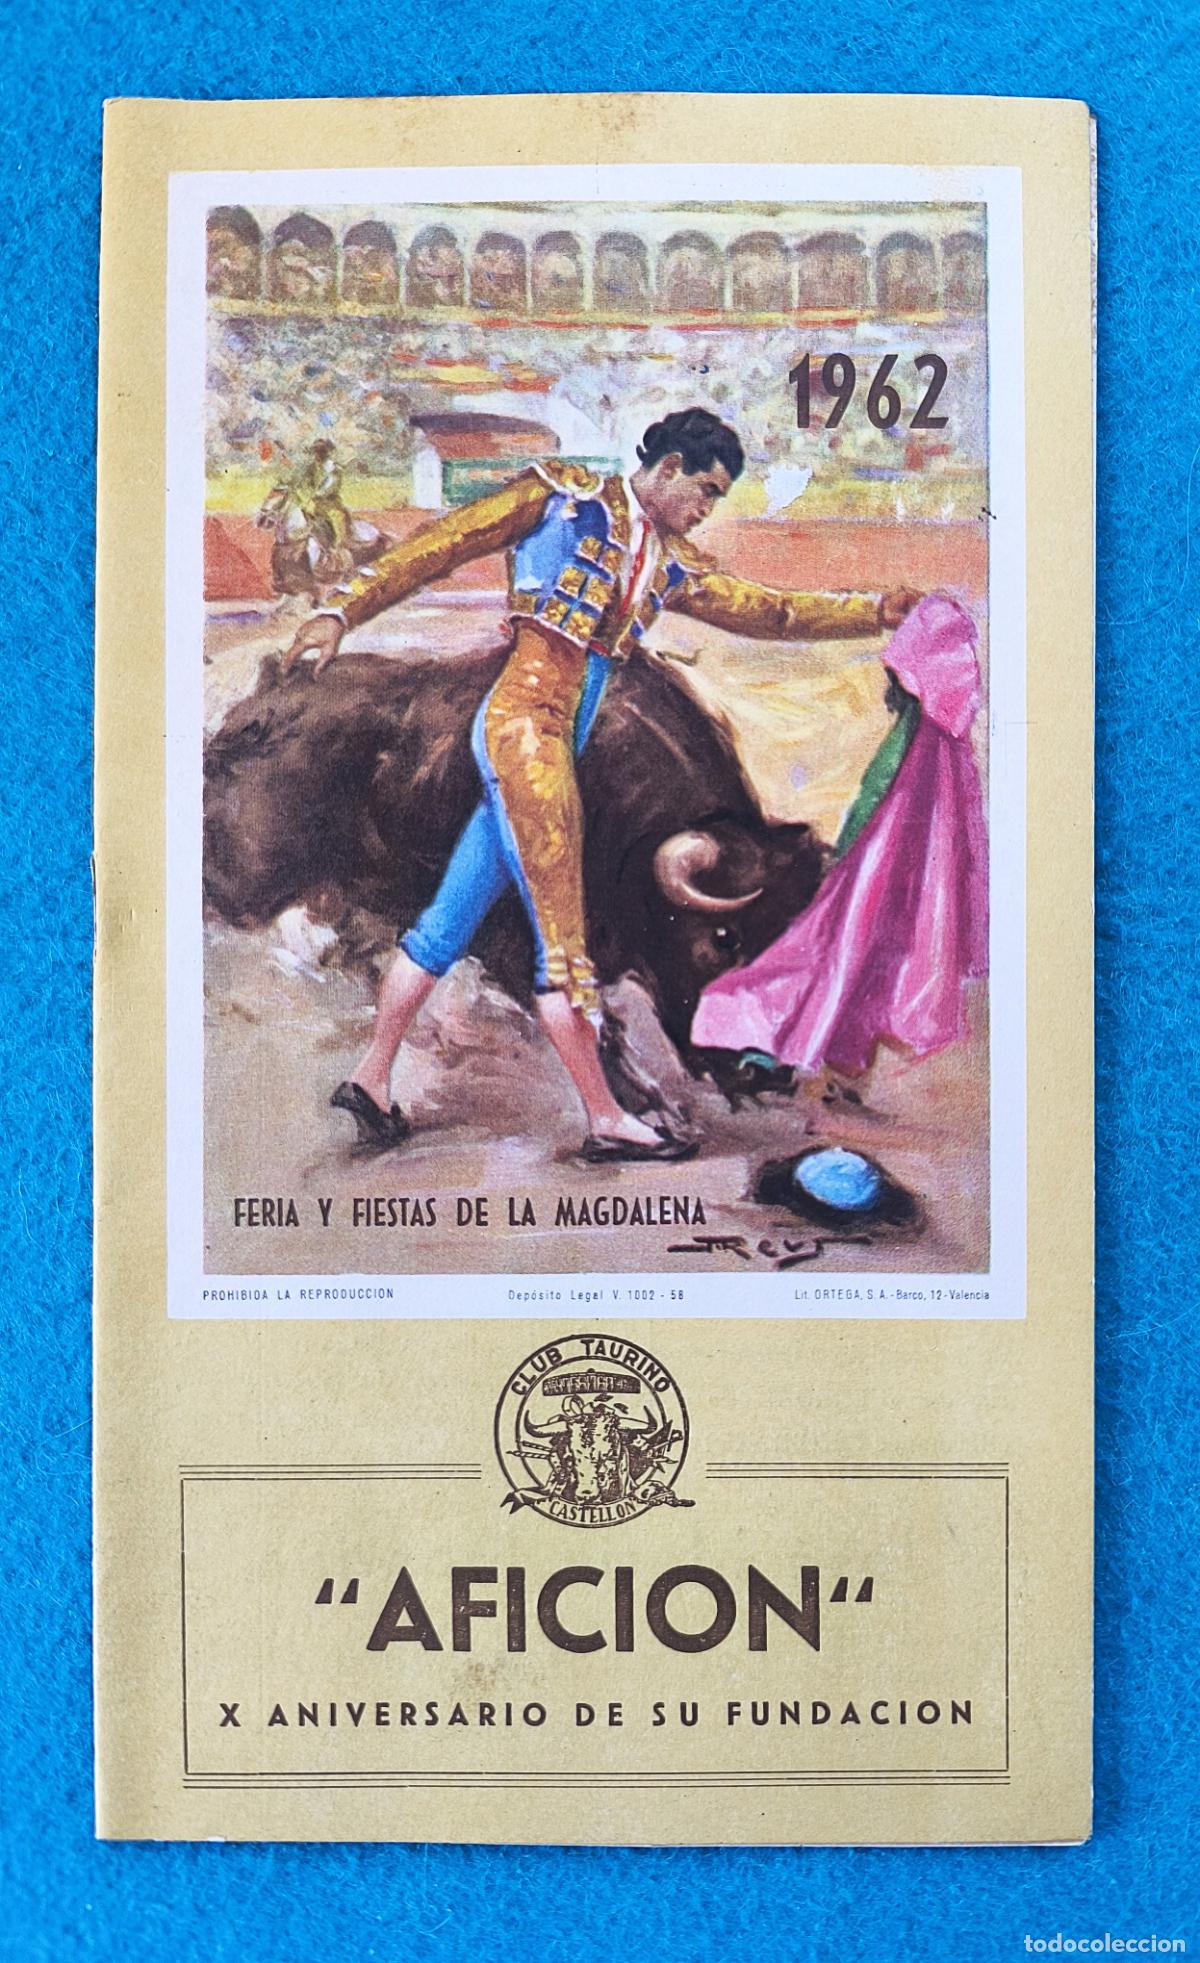 1962
FERIA Y FIESTAS DE LA MAGDALENA
PROHIBIDA LA REPRODUCCION
Depósito Legal V. 1002 - 58
Lit. ORTEGA, S. A. - Barco, 12 - Valencia
CLUB TAURINO
CASTELLON
“AFICION“
X ANIVERSARIO DE SU FUNDACION
todocoleccion